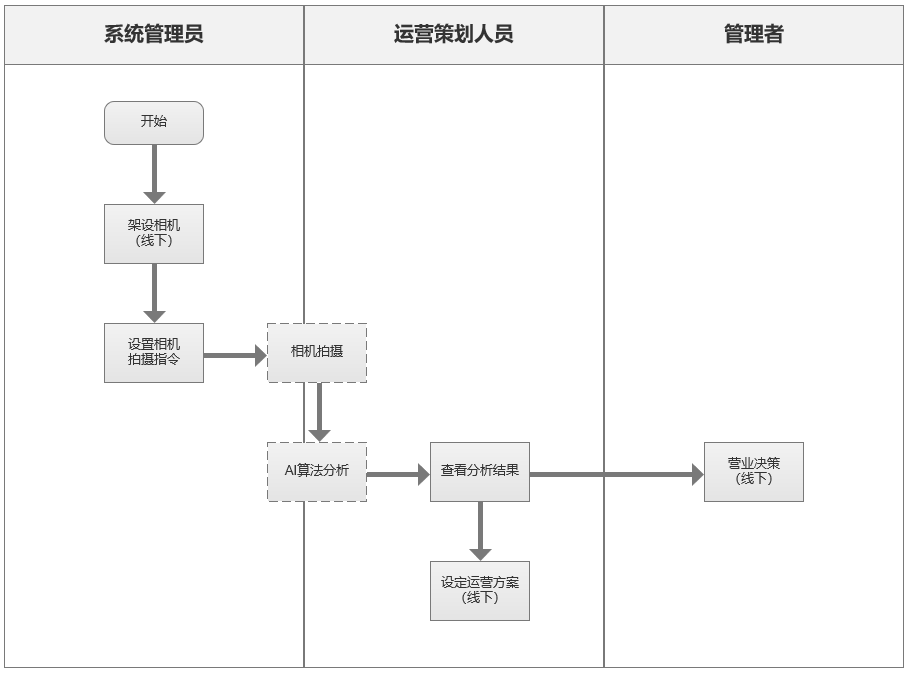 系统管理员
运营策划人员
管理者
开始
架设相机
（线下）
设置相机
拍摄指令
相机拍摄
AI算法分析
查看分析结果
营业决策
（线下）
设定运营方案
（线下）